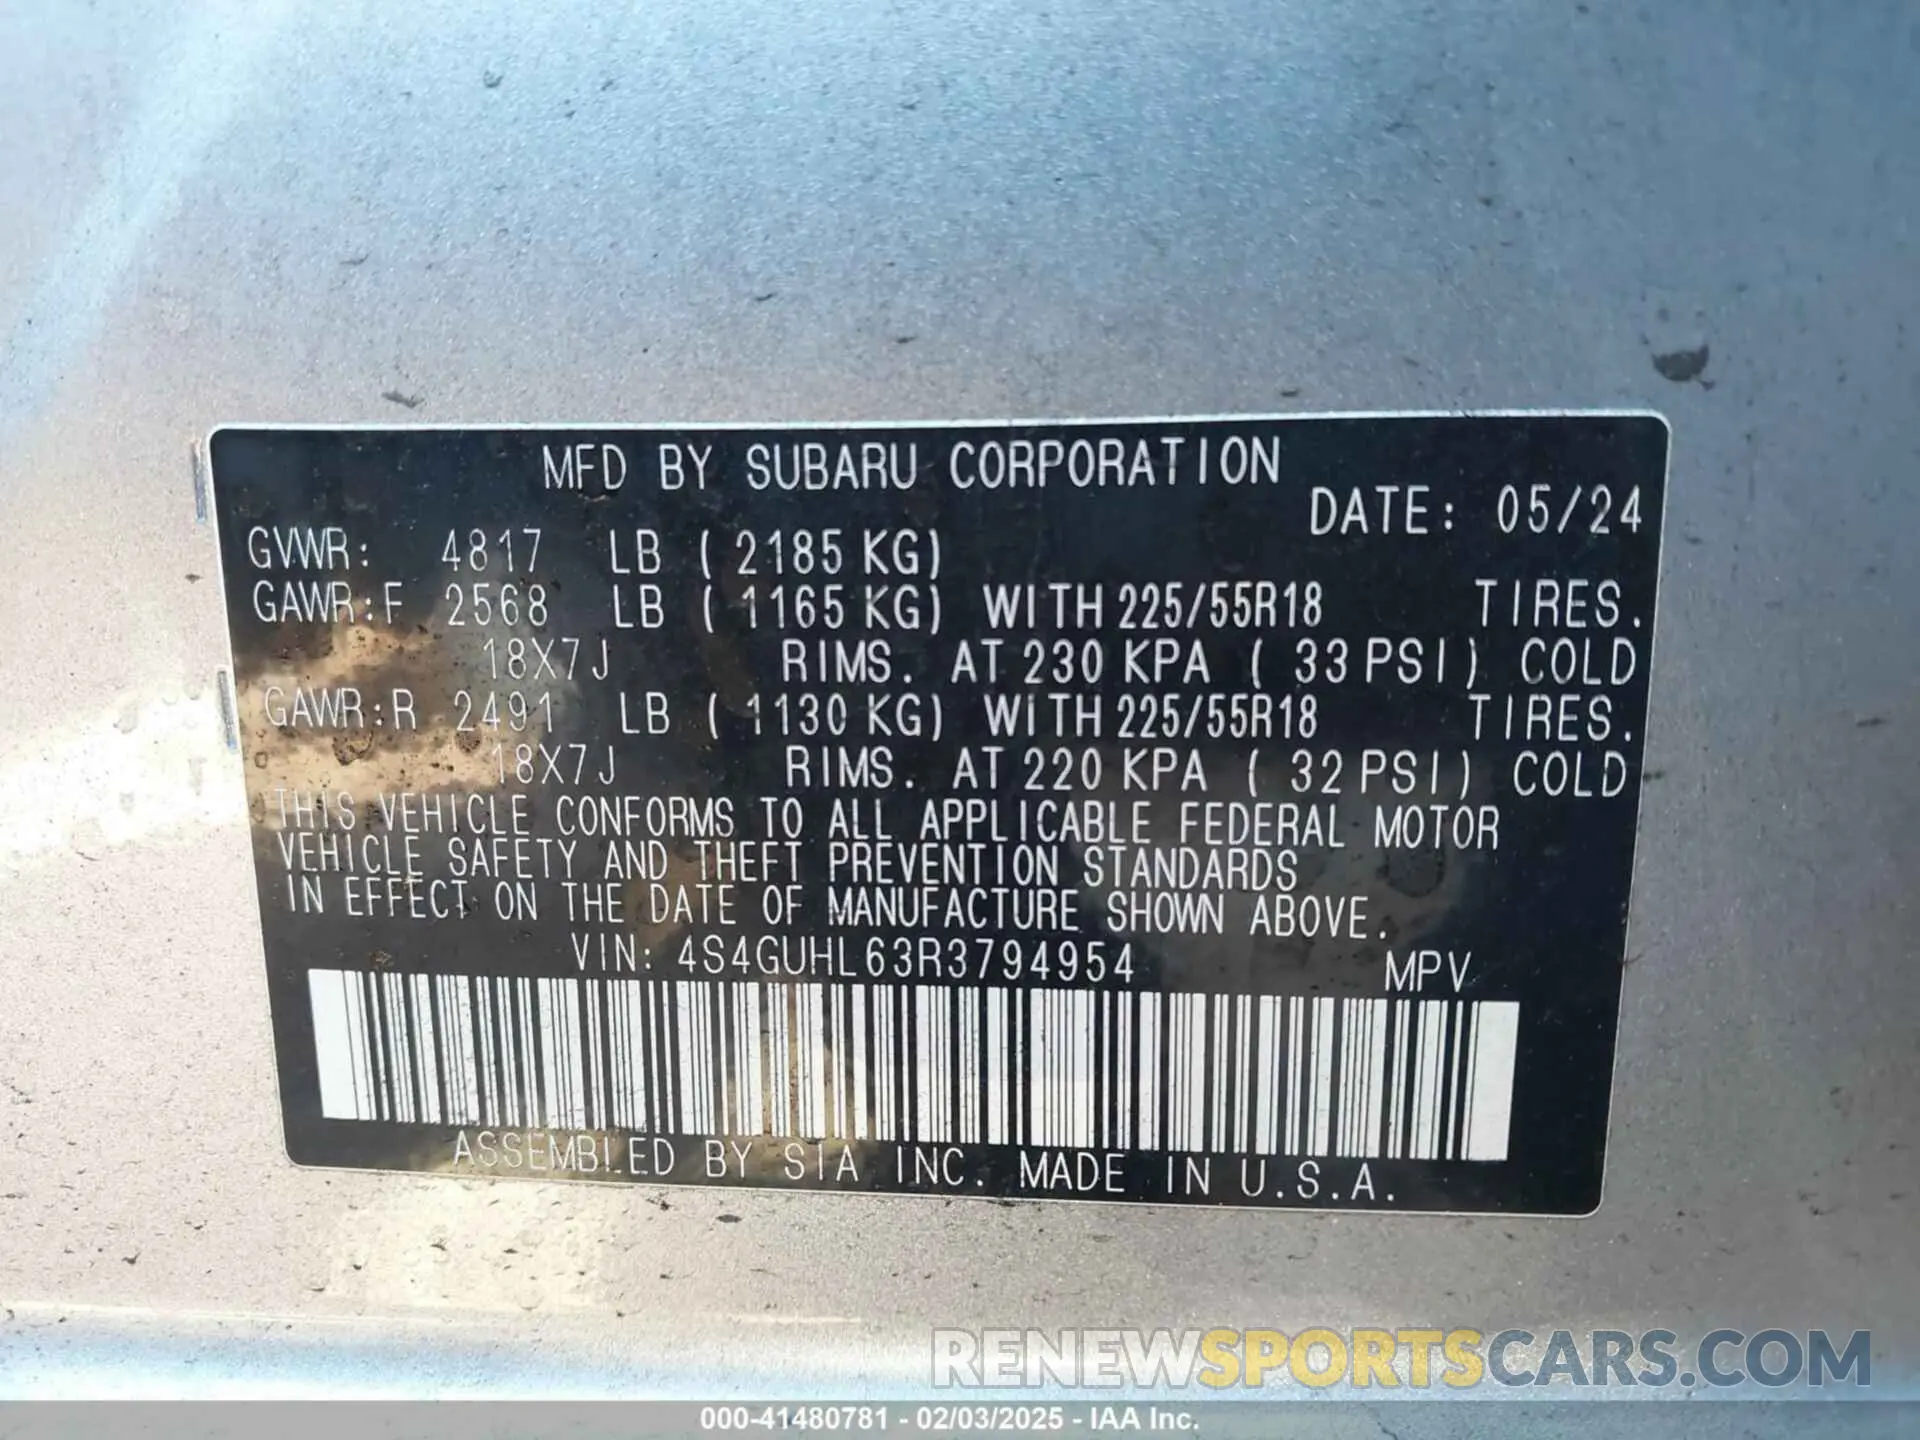 MFD BY SUBARU CORPORATION
DATE: 05/24
GVWR: 4817 LB ( 2185 KG)
GAWR:F 2568 LB ( 1165 KG) WITH 225/55R18 TIRES.
18X7J RIMS. AT 230 KPA ( 33 PSI) COLD
GAWR:R 2491 LB ( 1130 KG) WITH 225/55R18 TIRES.
18X7J RIMS. AT 220 KPA ( 32 PSI) COLD
THIS VEHICLE CONFORMS TO ALL APPLICABLE FEDERAL MOTOR
VEHICLE SAFETY AND THEFT PREVENTION STANDARDS
IN EFFECT ON THE DATE OF MANUFACTURE SHOWN ABOVE.
VIN: 4S4GUHL63R3794954 MPV
ASSEMBLED BY SIA INC. MADE IN U.S.A.
RENEWSPORTSCARS.COM
000-41480781 - 02/03/2025 - IAA Inc.